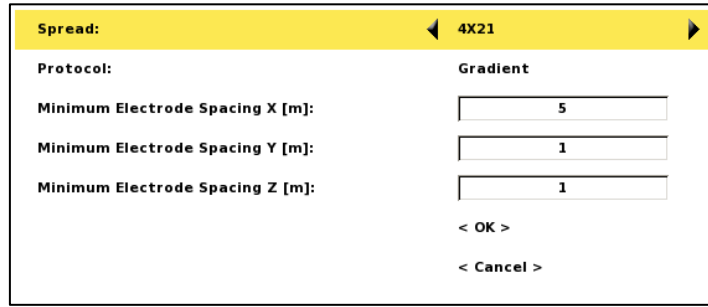 Spread: 4X21
Protocol: Gradient
Minimum Electrode Spacing X [m]: 5
Minimum Electrode Spacing Y [m]: 1
Minimum Electrode Spacing Z [m]: 1
< OK >
< Cancel >